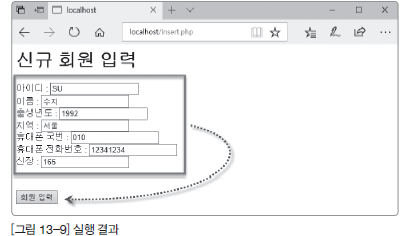 localhost
localhost/insert.php
신규 회원 입력
아이디 : SU
이름 : 수지
출생년도 : 1992
지역 : 서울
휴대폰 국번 : 010
휴대폰 전화번호 : 12341234
신장 : 165
회원 입력
[그림 13-9] 실행 결과